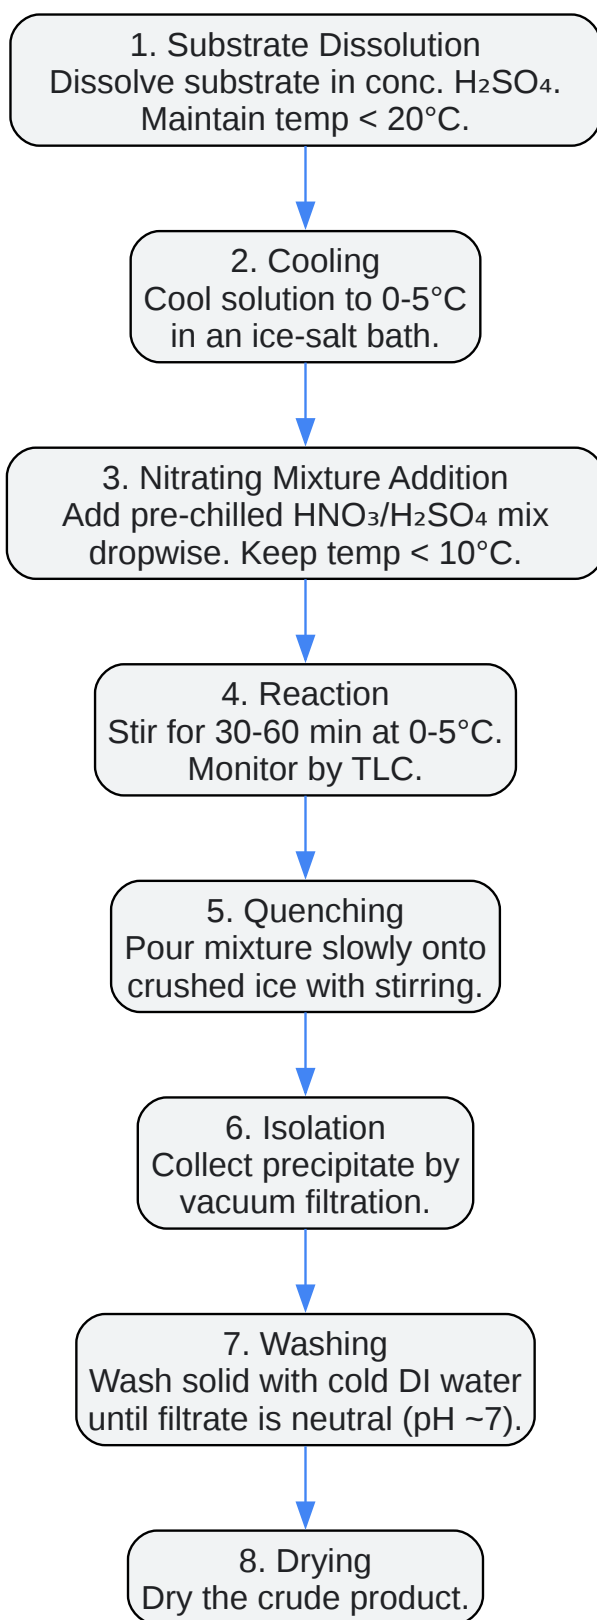 1. Substrate Dissolution
Dissolve substrate in conc. H₂SO₄.
Maintain temp < 20°C.
2. Cooling
Cool solution to 0-5°C
in an ice-salt bath.
3. Nitrating Mixture Addition
Add pre-chilled HNO₃/H₂SO₄ mix
dropwise. Keep temp < 10°C.
4. Reaction
Stir for 30-60 min at 0-5°C.
Monitor by TLC.
5. Quenching
Pour mixture slowly onto
crushed ice with stirring.
6. Isolation
Collect precipitate by
vacuum filtration.
7. Washing
Wash solid with cold DI water
until filtrate is neutral (pH ~7).
8. Drying
Dry the crude product.